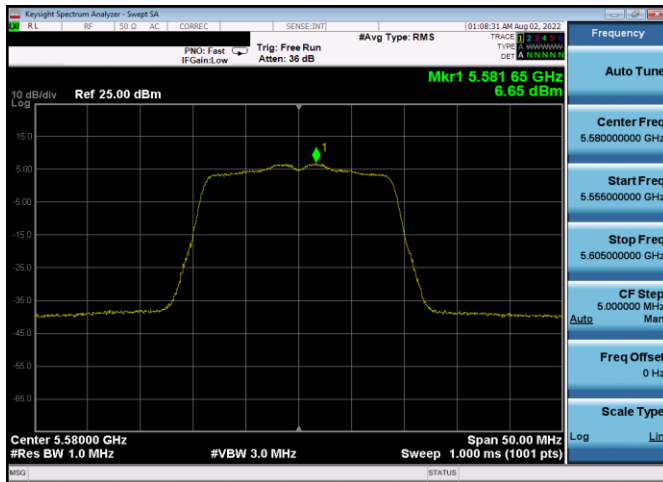 Keysight Spectrum Analyzer - Swept SA
RL RF 50 Ω AC CORREC SENSE:INT 01:08:31 AM Aug 02, 2022
#Avg Type: RMS TRACE 1 2 3 4 5 6
PNO: Fast Trig: Free Run TYPE A WWWWW
IFGain:Low Atten: 36 dB DET A N N N N N
Mkr1 5.581 65 GHz
6.65 dBm
10 dB/div Ref 25.00 dBm
Log
1
15.0
5.00
-5.00
-15.0
-25.0
-35.0
-45.0
-55.0
-65.0
Center 5.58000 GHz Span 50.00 MHz
#Res BW 1.0 MHz #VBW 3.0 MHz Sweep 1.000 ms (1001 pts)
MSG STATUS
Frequency
Auto Tune
Center Freq
5.580000000 GHz
Start Freq
5.555000000 GHz
Stop Freq
5.605000000 GHz
CF Step
5.000000 MHz
Auto Man
Freq Offset
0 Hz
Scale Type
Log Lin